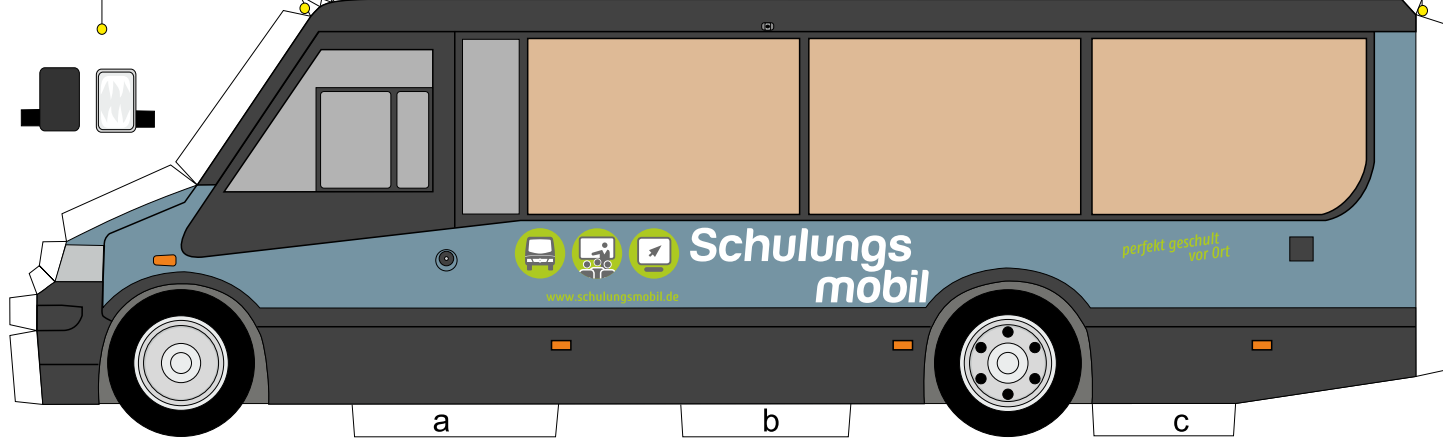 Schulungs
mobil
www.schulungsmobil.de
perfekt geschult
vor Ort
a
b
c